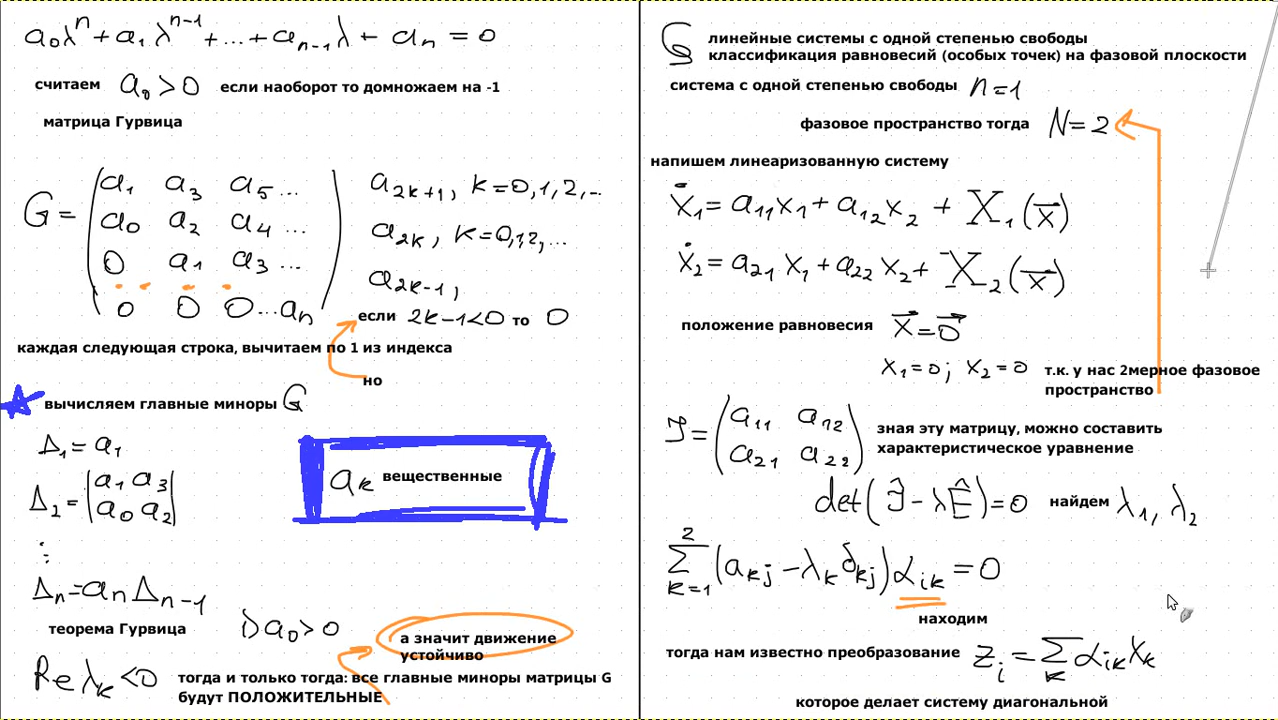 a₀λⁿ + a₁λⁿ⁻¹ + ... + aₙ₋₁λ + aₙ = 0
считаем a₀ > 0 если наоборот то домножаем на -1
матрица Гурвица
G = ( a₁ a₃ a₅ ...
a₀ a₂ a₄ ...
0 a₁ a₃ ...
0 0 0 ... aₙ )
a₂ₖ₊₁, k=0,1,2,...
a₂ₖ, k=0,1,2,...
a₂ₖ₋₁,
если 2k-1<0 то 0
каждая следующая строка, вычитаем по 1 из индекса
но
вычисляем главные миноры G
Δ₁ = a₁
Δ₂ = | a₁ a₃
a₀ a₂ |
⋮
aₖ вещественные
Δₙ = aₙ Δₙ₋₁
теорема Гурвица
i) a₀ > 0
а значит движение
устойчиво
Re λₖ < 0 тогда и только тогда: все главные миноры матрицы G
будут ПОЛОЖИТЕЛЬНЫЕ
линейные системы с одной степенью свободы
классификация равновесий (особых точек) на фазовой плоскости
система с одной степенью свободы n=1
фазовое пространство тогда N=2
напишем линеаризованную систему
ẋ₁ = a₁₁x₁ + a₁₂x₂ + X₁(x⃗)
ẋ₂ = a₂₁x₁ + a₂₂x₂ + X₂(x⃗)
положение равновесия x⃗ = 0⃗
x₁=0; x₂=0 т.к. у нас 2мерное фазовое
пространство
J = ( a₁₁ a₁₂
a₂₁ a₂₂ )
зная эту матрицу, можно составить
характеристическое уравнение
det(Ĵ - λÊ) = 0 найдем λ₁, λ₂
∑ₖ₌₁² (aₖⱼ - λₖδₖⱼ)αᵢₖ = 0
находим
тогда нам известно преобразование zᵢ = ∑ₖ αᵢₖxₖ
которое делает систему диагональной